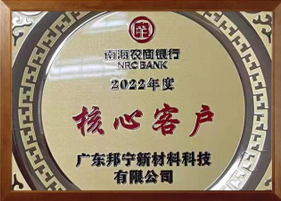 南海农商银行
NRC BANK
2022年度
核心客户
广东邦宁新材料科技
有限公司